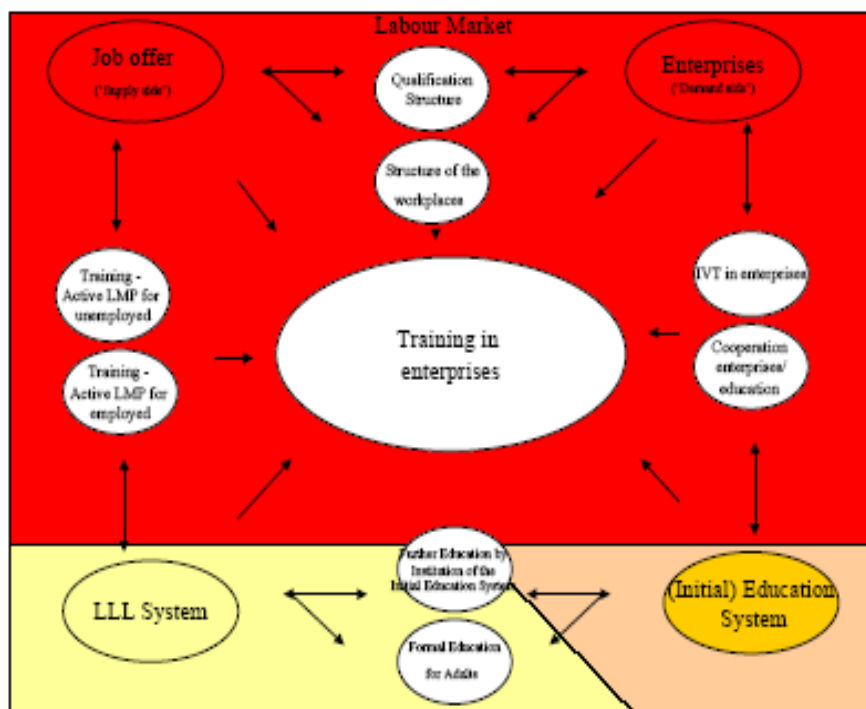 Labour Market
Job offer
("Supply side")
Qualification
Structure
Enterprises
("Demand side")
Structure of the
workplaces
Training -
Active LMP for
unemployed
IVT in enterprises
Training in
enterprises
Training -
Active LMP for
employed
Cooperation
enterprises/
education
LLL System
Further Education by
Institution of the
Initial Education System
(Initial) Education
System
Formal Education
for Adults